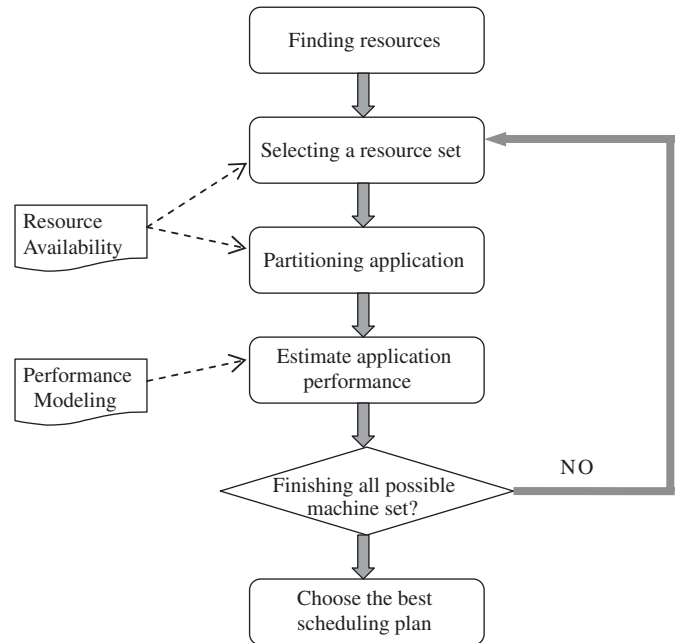 Finding resources
Selecting a resource set
Resource
Availability
Partitioning application
Estimate application
performance
Performance
Modeling
Finishing all possible
machine set?
NO
Choose the best
scheduling plan